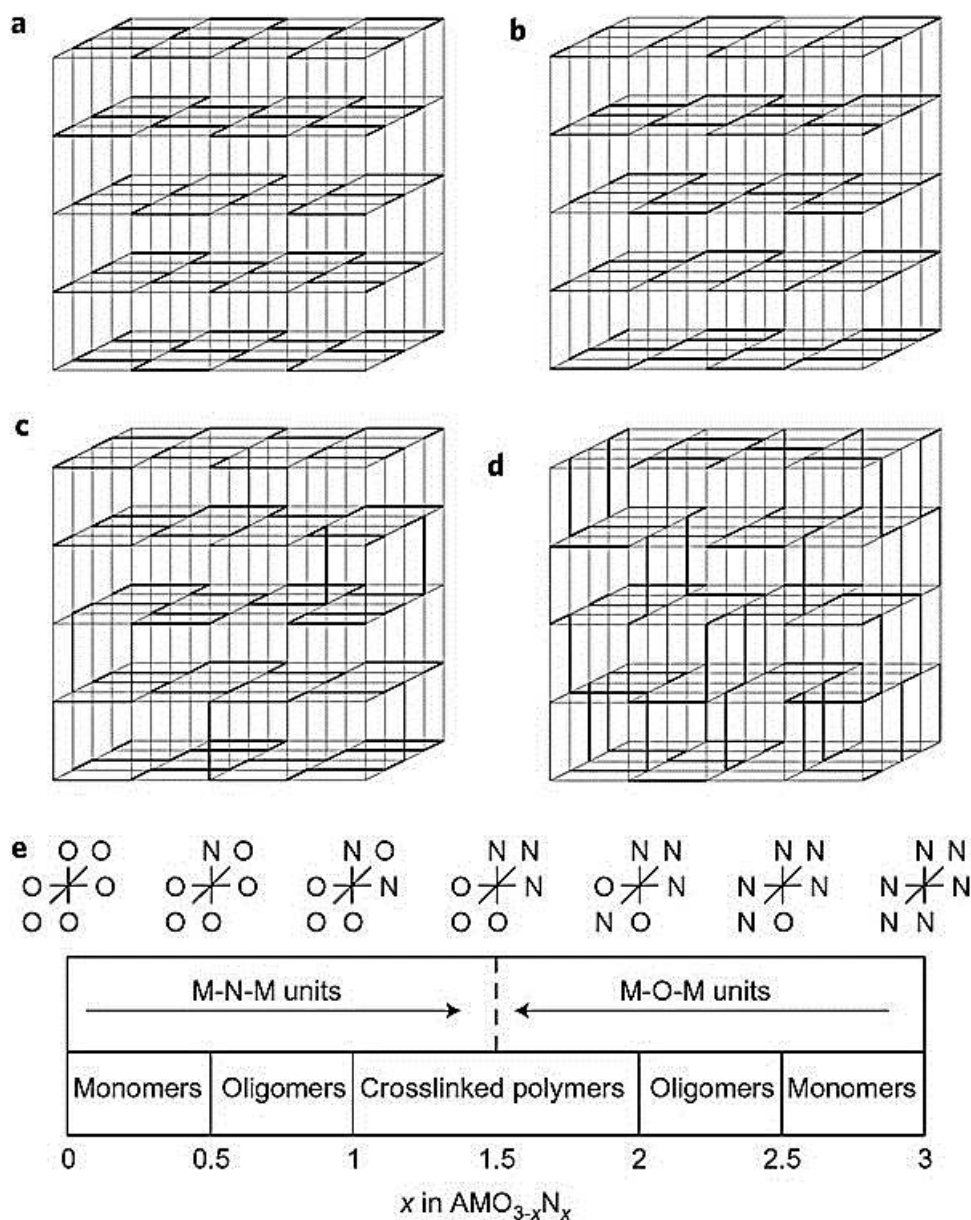 a
b
c
d
e
O O N O N O N N N N N N N N
O O O O O N O N O N N N N N
O O O O O O O O N O N O N N
M-N-M units M-O-M units
Monomers Oligomers Crosslinked polymers Oligomers Monomers
0 0.5 1 1.5 2 2.5 3
x in AMO3-xNx